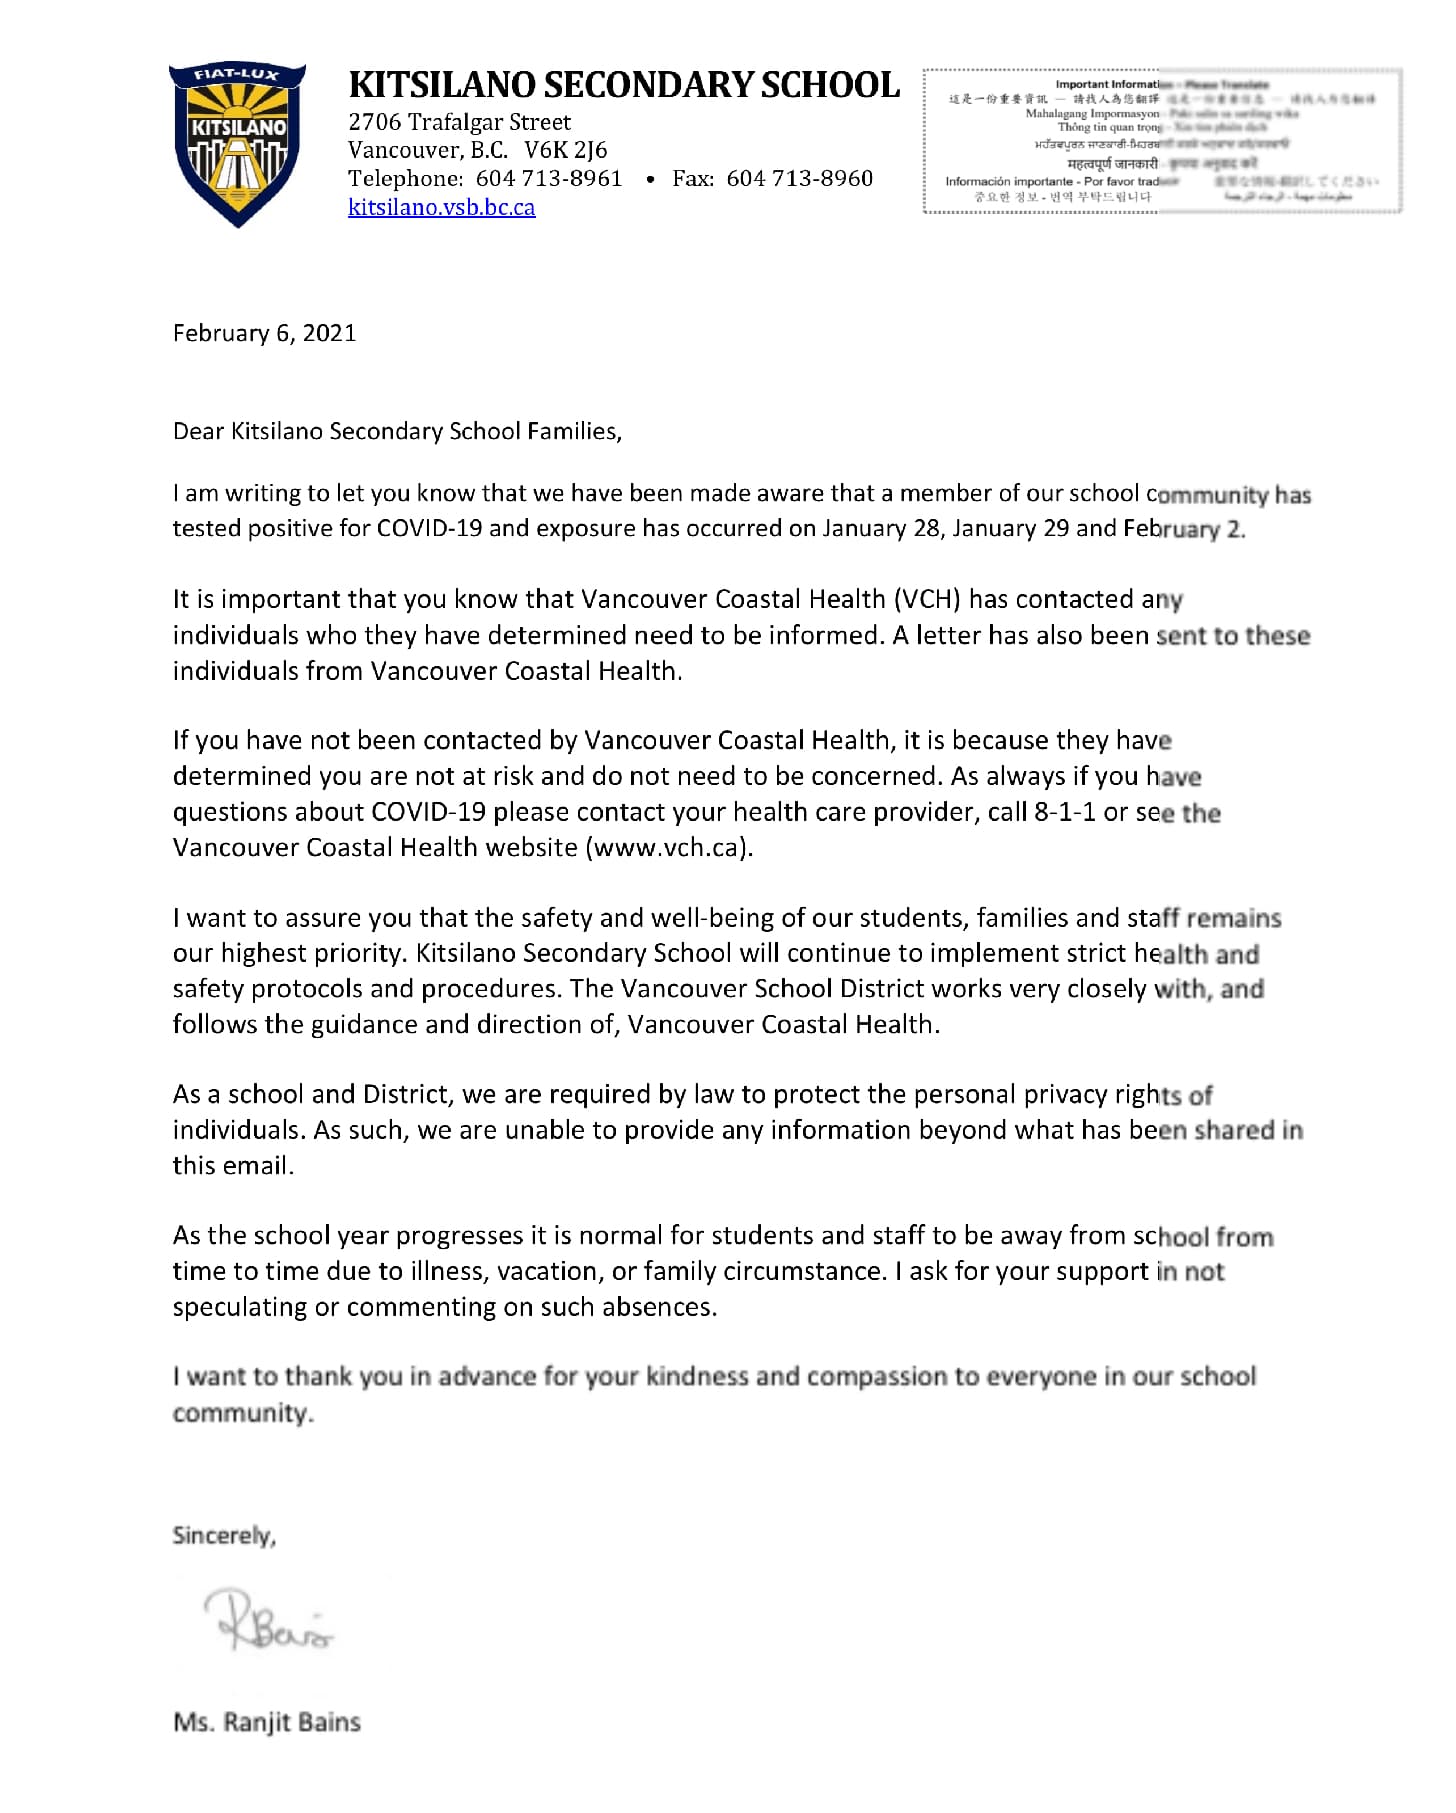 FIAT-LUX
KITSILANO
KITSILANO SECONDARY SCHOOL
2706 Trafalgar Street
Vancouver, B.C. V6K 2J6
Telephone: 604 713-8961 • Fax: 604 713-8960
kitsilano.vsb.bc.ca
Important Information - Please Translate
這是一份重要資訊 — 請找人為您翻譯
Mahalagang Impormasyon -
Thông tin quan trọng - Xin tìm phiên dịch
महत्वपूर्ण जानकारी - कृपया अनुवाद करें
Información importante - Por favor traducir
중요한 정보 - 번역 부탁드립니다
February 6, 2021
Dear Kitsilano Secondary School Families,
I am writing to let you know that we have been made aware that a member of our school community has
tested positive for COVID-19 and exposure has occurred on January 28, January 29 and February 2.
It is important that you know that Vancouver Coastal Health (VCH) has contacted any
individuals who they have determined need to be informed. A letter has also been sent to these
individuals from Vancouver Coastal Health.
If you have not been contacted by Vancouver Coastal Health, it is because they have
determined you are not at risk and do not need to be concerned. As always if you have
questions about COVID-19 please contact your health care provider, call 8-1-1 or see the
Vancouver Coastal Health website (www.vch.ca).
I want to assure you that the safety and well-being of our students, families and staff remains
our highest priority. Kitsilano Secondary School will continue to implement strict health and
safety protocols and procedures. The Vancouver School District works very closely with, and
follows the guidance and direction of, Vancouver Coastal Health.
As a school and District, we are required by law to protect the personal privacy rights of
individuals. As such, we are unable to provide any information beyond what has been shared in
this email.
As the school year progresses it is normal for students and staff to be away from school from
time to time due to illness, vacation, or family circumstance. I ask for your support in not
speculating or commenting on such absences.
I want to thank you in advance for your kindness and compassion to everyone in our school
community.
Sincerely,
RBains
Ms. Ranjit Bains